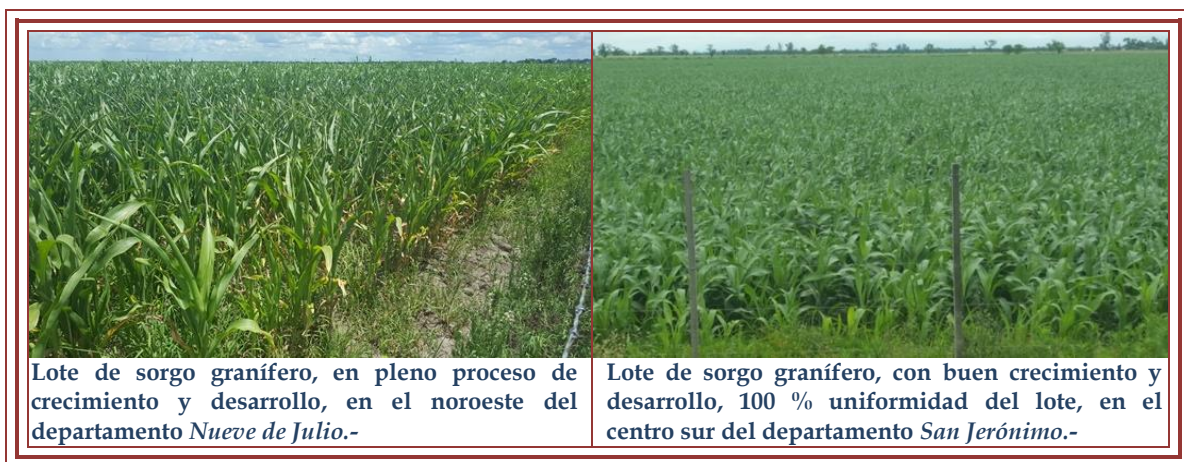 Lote de sorgo granífero, en pleno proceso de
crecimiento y desarrollo, en el noroeste del
departamento Nueve de Julio.-
Lote de sorgo granífero, con buen crecimiento y
desarrollo, 100 % uniformidad del lote, en el
centro sur del departamento San Jerónimo.-